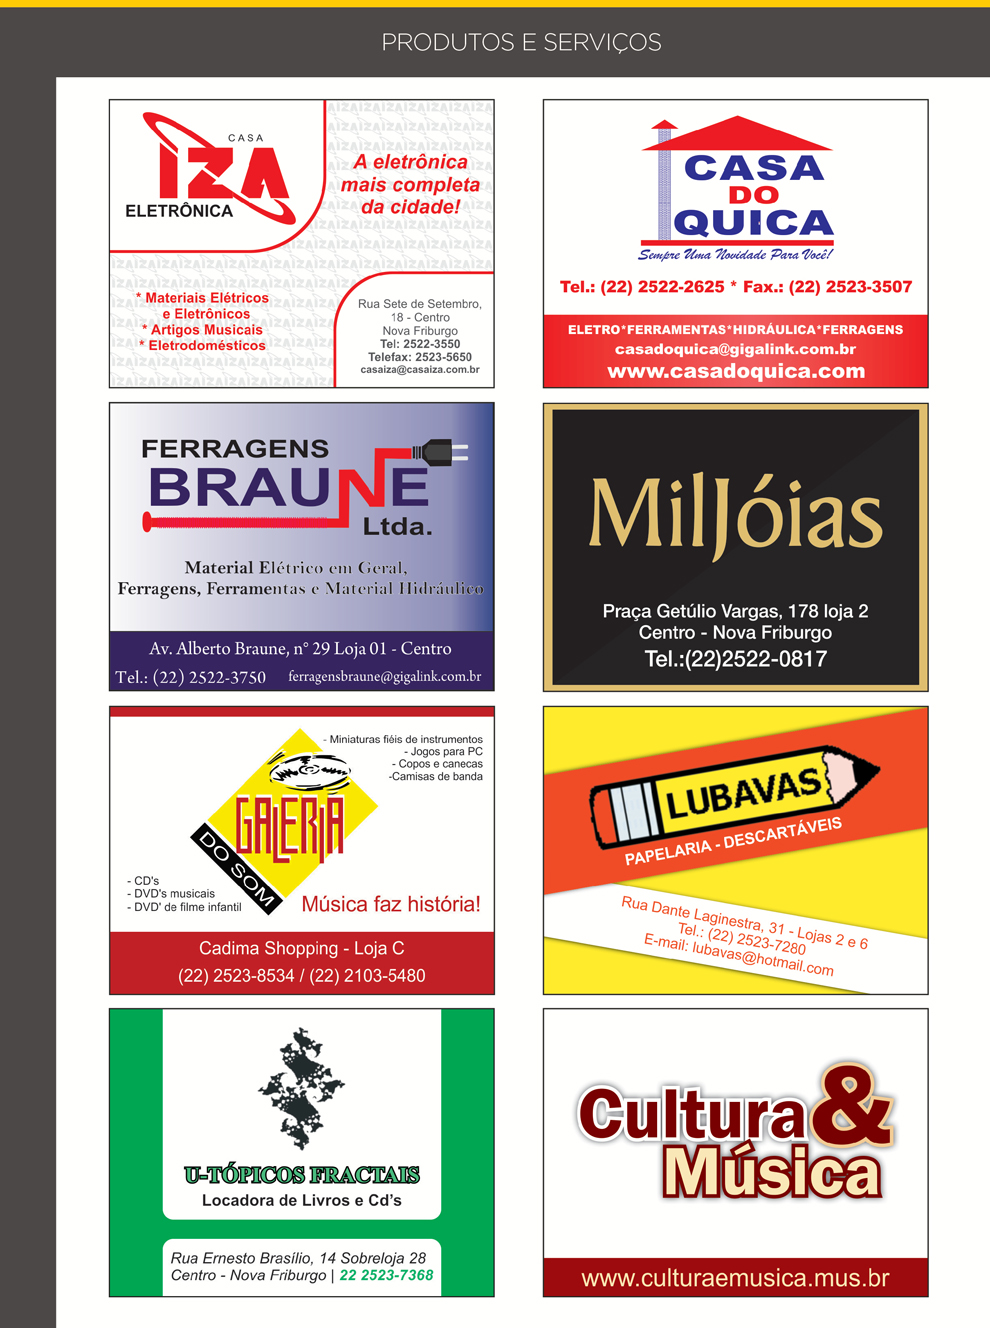 PRODUTOS E SERVIÇOS
CASA
IZA
ELETRÔNICA
A eletrônica
mais completa
da cidade!
* Materiais Elétricos
e Eletrônicos
* Artigos Musicais
* Eletrodomésticos
Rua Sete de Setembro,
18 - Centro
Nova Friburgo
Tel: 2522-3550
Telefax: 2523-5650
casaiza@casaiza.com.br
CASA
DO
QUICA
Sempre Uma Novidade Para Você!
Tel.: (22) 2522-2625 * Fax.: (22) 2523-3507
ELETRO*FERRAMENTAS*HIDRÁULICA*FERRAGENS
casadoquica@gigalink.com.br
www.casadoquica.com
FERRAGENS
BRAUNE
Ltda.
Material Elétrico em Geral,
Ferragens, Ferramentas e Material Hidráulico
Av. Alberto Braune, n° 29 Loja 01 - Centro
Tel.: (22) 2522-3750 ferragensbraune@gigalink.com.br
MilJóias
Praça Getúlio Vargas, 178 loja 2
Centro - Nova Friburgo
Tel.:(22)2522-0817
- Miniaturas fiéis de instrumentos
- Jogos para PC
- Copos e canecas
-Camisas de banda
GALERIA
DO SOM
- CD's
- DVD's musicais
- DVD' de filme infantil
Música faz história!
Cadima Shopping - Loja C
(22) 2523-8534 / (22) 2103-5480
LUBAVAS
PAPELARIA - DESCARTÁVEIS
Rua Dante Laginestra, 31 - Lojas 2 e 6
Tel.: (22) 2523-7280
E-mail: lubavas@hotmail.com
U-TÓPICOS FRACTAIS
Locadora de Livros e Cd's
Rua Ernesto Brasílio, 14 Sobreloja 28
Centro - Nova Friburgo | 22 2523-7368
Cultura &
Música
www.culturaemusica.mus.br